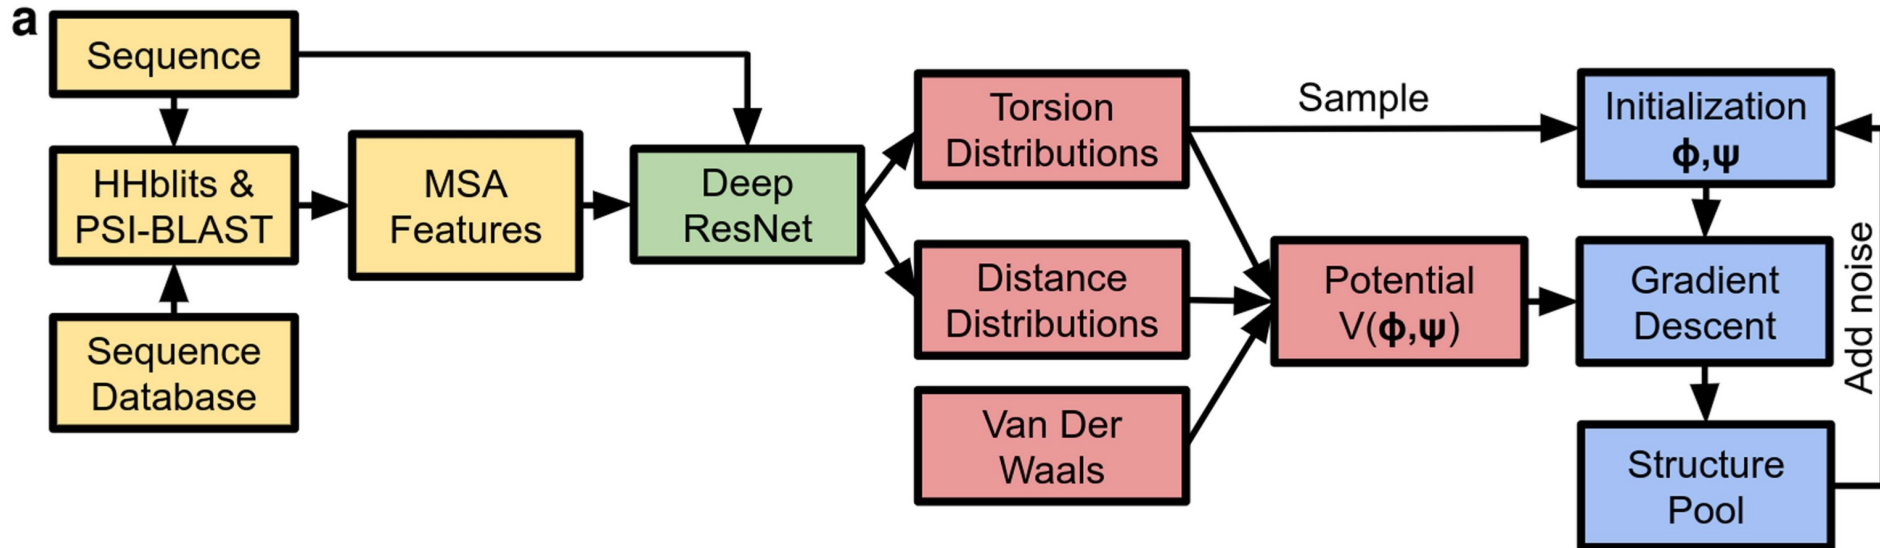 a
Sequence
HHblits &
PSI-BLAST
Sequence
Database
MSA
Features
Deep
ResNet
Torsion
Distributions
Distance
Distributions
Van Der
Waals
Sample
Potential
V(ϕ,ψ)
Initialization
ϕ,ψ
Gradient
Descent
Structure
Pool
Add noise